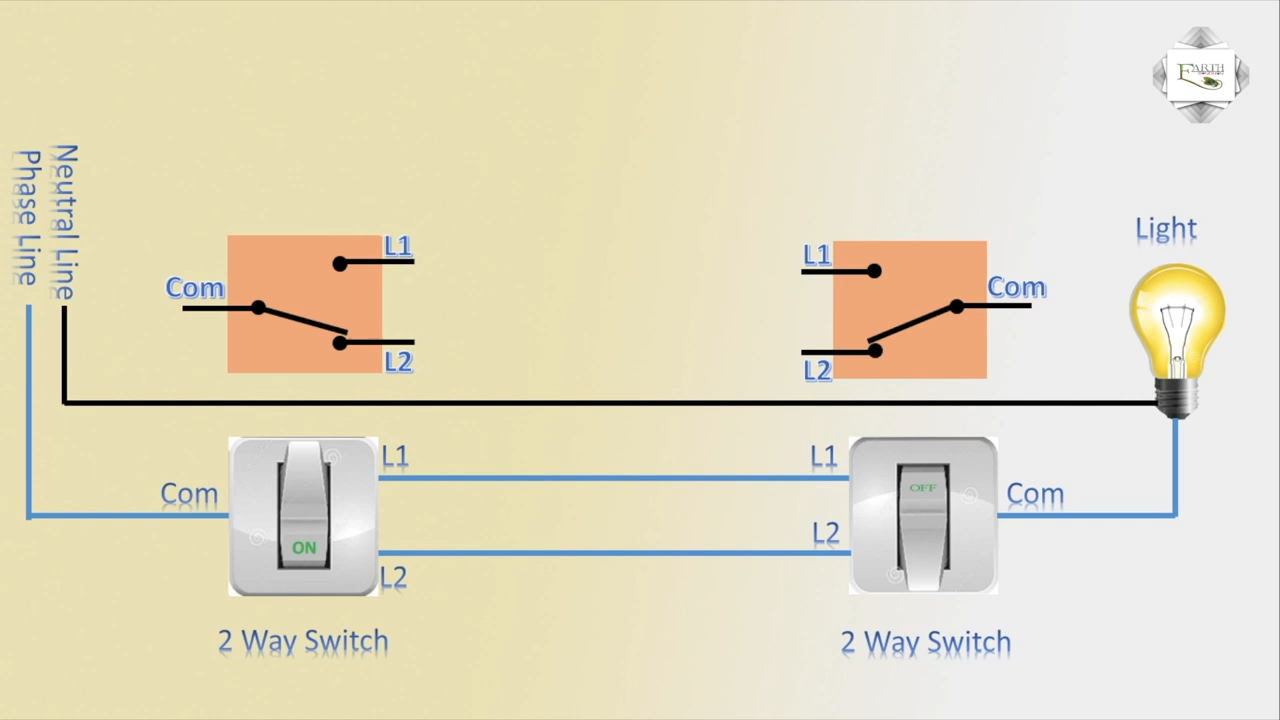 EARTH
Neutral Line
Phase Line
Light
L1
Com
L2
L1
Com
L2
L1
Com
ON
L2
L1
OFF
Com
L2
2 Way Switch
2 Way Switch